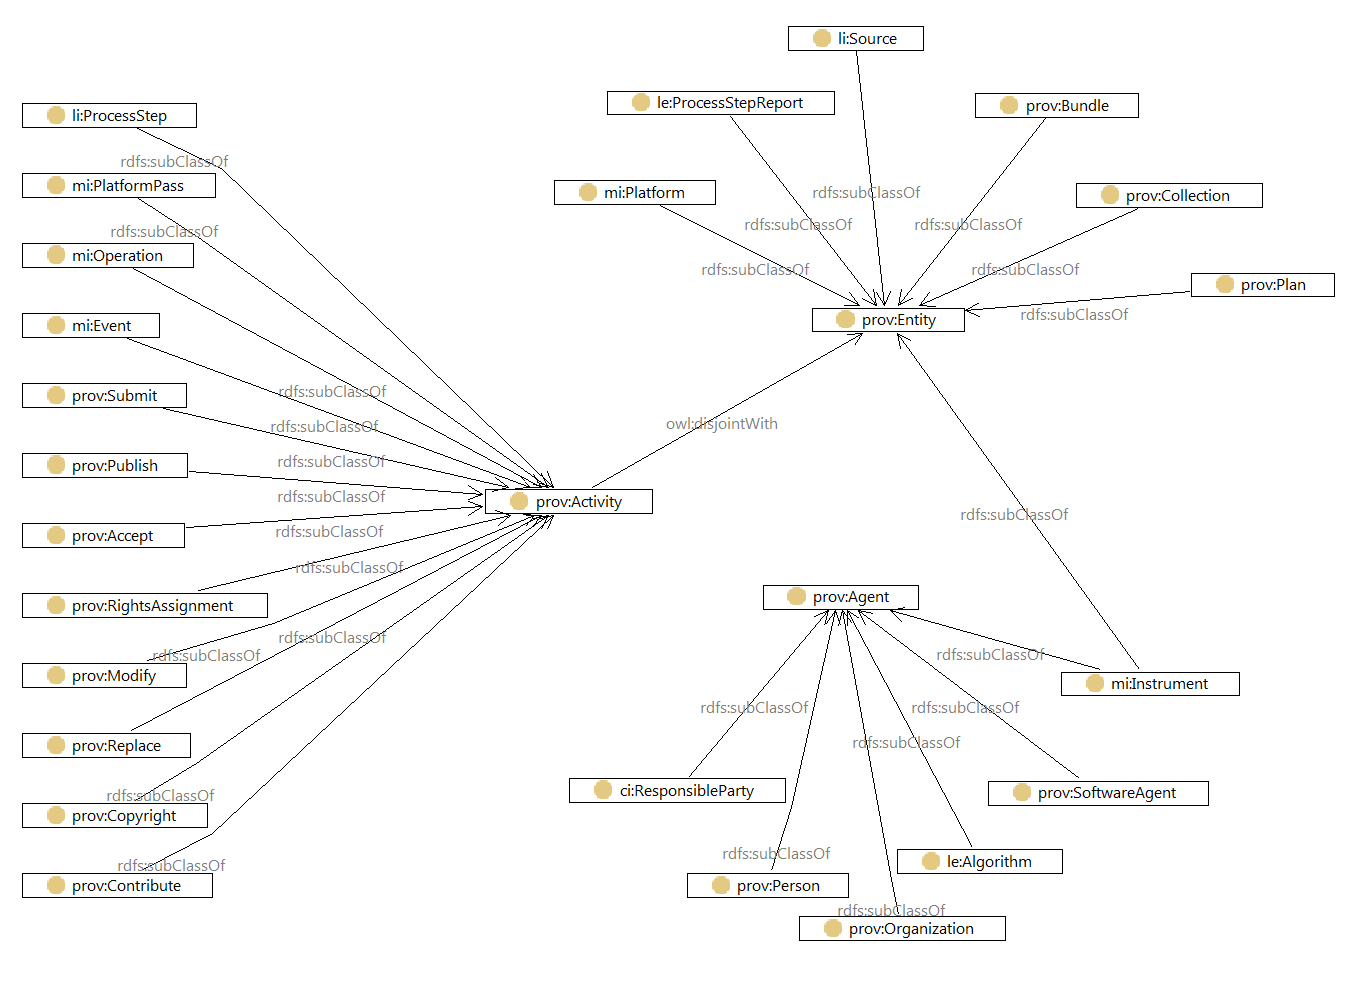 li:Source
le:ProcessStepReport
prov:Bundle
li:ProcessStep
rdfs:subClassOf
mi:PlatformPass
mi:Platform
rdfs:subClassOf
prov:Collection
rdfs:subClassOf
rdfs:subClassOf
rdfs:subClassOf
mi:Operation
rdfs:subClassOf
rdfs:subClassOf
prov:Plan
rdfs:subClassOf
mi:Event
prov:Entity
prov:Submit
rdfs:subClassOf
rdfs:subClassOf
owl:disjointWith
prov:Publish
rdfs:subClassOf
rdfs:subClassOf
prov:Activity
rdfs:subClassOf
prov:Accept
rdfs:subClassOf
rdfs:subClassOf
prov:RightsAssignment
prov:Agent
rdfs:subClassOf
rdfs:subClassOf
rdfs:subClassOf
prov:Modify
mi:Instrument
rdfs:subClassOf
rdfs:subClassOf
prov:Replace
rdfs:subClassOf
rdfs:subClassOf
ci:ResponsibleParty
prov:SoftwareAgent
prov:Copyright
rdfs:subClassOf
rdfs:subClassOf
le:Algorithm
prov:Contribute
prov:Person
rdfs:subClassOf
prov:Organization